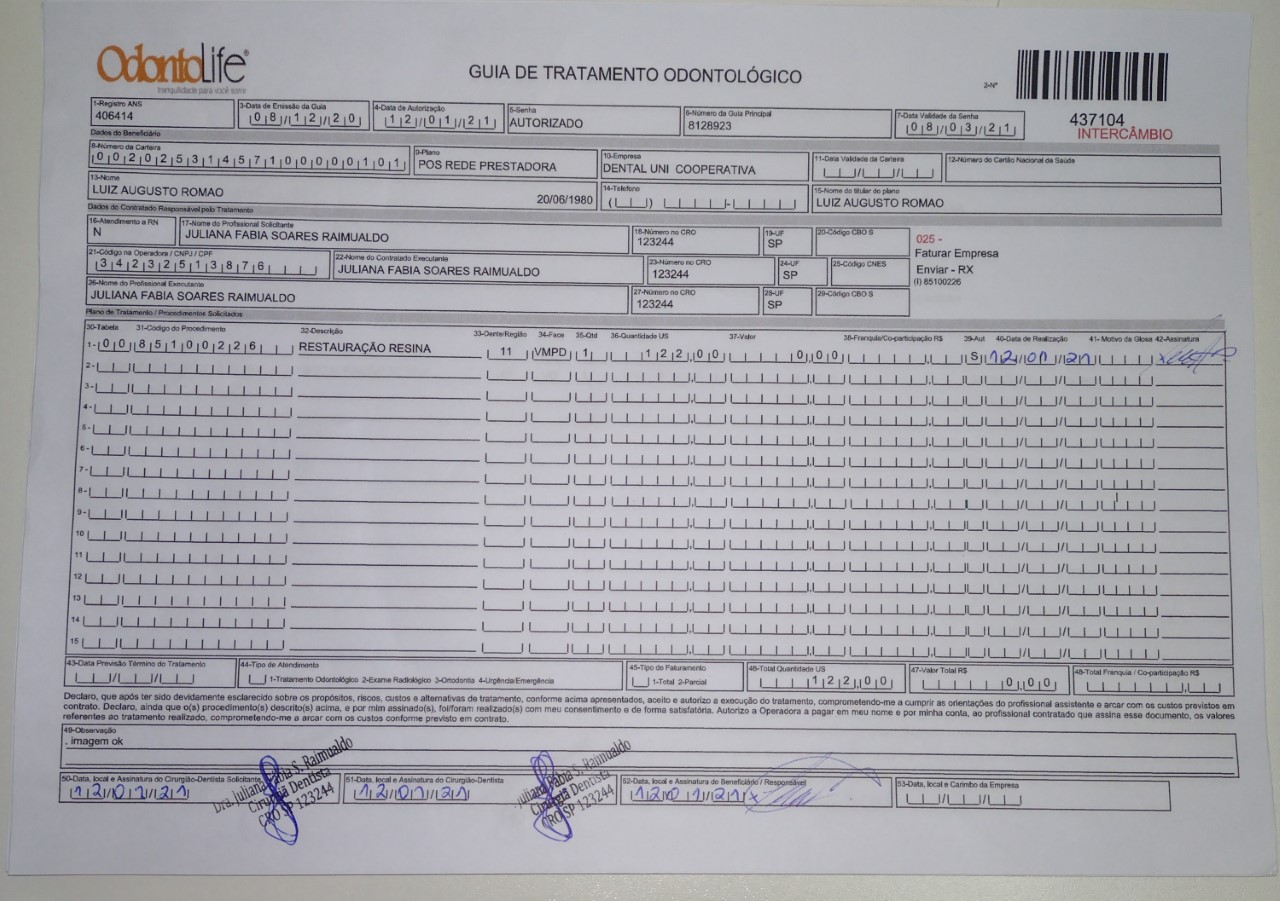 OdontoLife®
tranquilidade para você sorrir
GUIA DE TRATAMENTO ODONTOLÓGICO
2-Nº
437104
INTERCÂMBIO
1-Registro ANS
406414
3-Data de Emissão da Guia
08/12/20
4-Data de Autorização
12/01/21
5-Senha
AUTORIZADO
6-Número da Guia Principal
8128923
7-Data Validade da Senha
08/03/21
Dados do Beneficiário
8-Número da Carteira
00202531457100000101
9-Plano
POS REDE PRESTADORA
10-Empresa
DENTAL UNI COOPERATIVA
11-Data Validade da Carteira
12-Número do Cartão Nacional da Saúde
13-Nome
LUIZ AUGUSTO ROMAO 20/06/1980
14-Telefone
15-Nome do titular do plano
LUIZ AUGUSTO ROMAO
Dados do Contratado Responsável pelo Tratamento
16-Atendimento a RN
N
17-Nome do Profissional Solicitante
JULIANA FABIA SOARES RAIMUALDO
18-Número no CRO
123244
19-UF
SP
20-Código CBO S
025 -
Faturar Empresa
Enviar - RX
(I) 85100226
21-Código na Operadora / CNPJ / CPF
34232513876
22-Nome do Contratado Executante
JULIANA FABIA SOARES RAIMUALDO
23-Número no CRO
123244
24-UF
SP
25-Código CNES
26-Nome do Profissional Executante
JULIANA FABIA SOARES RAIMUALDO
27-Número no CRO
123244
28-UF
SP
29-Código CBO S
Plano de Tratamento / Procedimentos Solicitados
30-Tabela 31-Código do Procedimento 32-Descrição 33-Dente/Região 34-Face 35-Qtd 36-Quantidade US 37-Valor 38-Franquia/Co-participação R$ 39-Aut 40-Data de Realização 41- Motivo da Glosa 42-Assinatura
1- 00 85100226 RESTAURAÇÃO RESINA 11 VMPD 1 122,00 0,00 S 12/01/21
2-
3-
4-
5-
6-
7-
8-
9-
10
11
12
13
14
15
43-Data Previsão Término do Tratamento
44-Tipo de Atendimento
1-Tratamento Odontológico 2-Exame Radiológico 3-Ortodontia 4-Urgência/Emergência
45-Tipo do Faturamento
1-Total 2-Parcial
46-Total Quantidade US
122,00
47-Valor Total R$
0,00
48-Total Franquia / Co-participação R$
Declaro, que após ter sido devidamente esclarecido sobre os propósitos, riscos, custos e alternativas de tratamento, conforme acima apresentados, aceito e autorizo a execução do tratamento, comprometendo-me a cumprir as orientações do profissional assistente e arcar com os custos previstos em
contrato. Declaro, ainda que o(s) procedimento(s) descrito(s) acima, e por mim assinado(s), foi/foram realizado(s) com meu consentimento e de forma satisfatória. Autorizo a Operadora a pagar em meu nome e por minha conta, ao profissional contratado que assina esse documento, os valores
referentes ao tratamento realizado, comprometendo-me a arcar com os custos conforme previsto em contrato.
49-Observação
. imagem ok
50-Data, local e Assinatura do Cirurgião-Dentista Solicitante
12/01/21
Dra. Juliana Fabia S. Raimualdo
Cirurgiã Dentista
CRO SP 123244
51-Data, local e Assinatura do Cirurgião-Dentista
12/01/21
Juliana Fabia S. Raimualdo
Cirurgiã Dentista
CRO SP 123244
52-Data, local e Assinatura do Beneficiário / Responsável
12/01/21
53-Data, local e Carimbo da Empresa